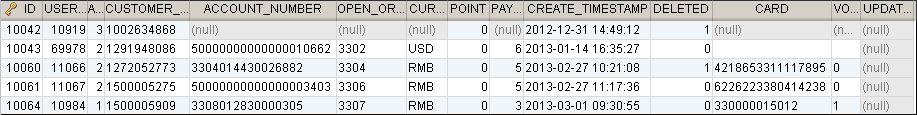 ID USER... A... CUSTOMER_... ACCOUNT_NUMBER OPEN_OR... CUR... POINT PAY... CREATE_TIMESTAMP DELETED CARD VO... UPDAT...
10042 10919 3 1002634868 (null) (null) (null) 0 (null) 2012-12-31 14:49:12 1 (null) (n... (null)
10043 69978 2 1291948086 50000000000000010662 3302 USD 0 6 2013-01-14 16:35:27 0 (null)
10060 11066 2 1272052773 3304014430026882 3304 RMB 0 5 2013-02-27 10:21:08 1 4218653311117895 0 (null)
10061 11067 2 1500005275 50000000000000003403 3306 RMB 0 5 2013-02-27 11:17:36 0 6226223380414238 0 (null)
10064 10984 1 1500005909 33080128300000305 3307 RMB 0 3 2013-03-01 09:30:55 0 330000015012 1 (null)